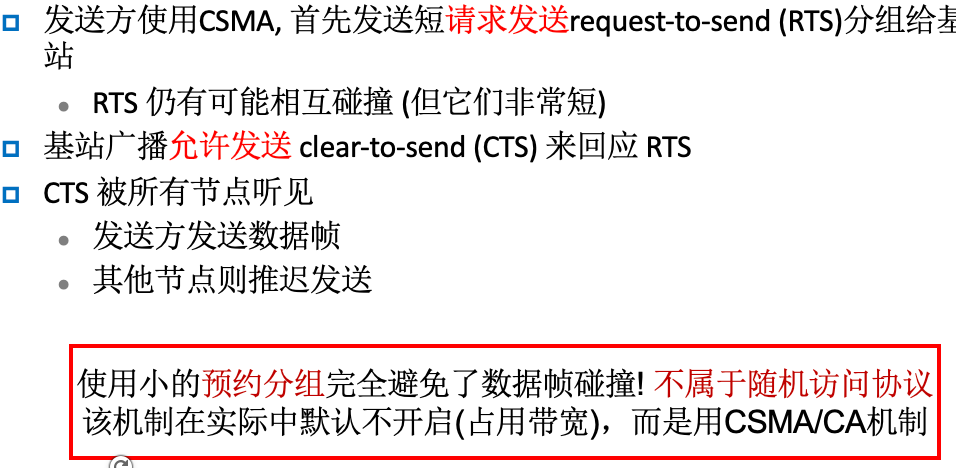 发送方使用CSMA, 首先发送短请求发送request-to-send (RTS)分组给基
站
RTS 仍有可能相互碰撞 (但它们非常短)
基站广播允许发送 clear-to-send (CTS) 来回应 RTS
CTS 被所有节点听见
发送方发送数据帧
其他节点则推迟发送
使用小的预约分组完全避免了数据帧碰撞! 不属于随机访问协议
该机制在实际中默认不开启(占用带宽)，而是用CSMA/CA机制